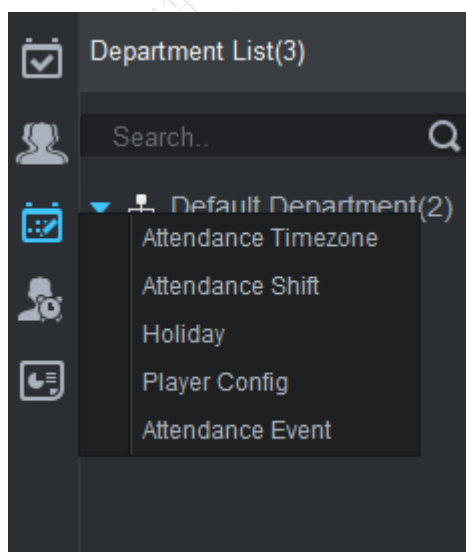 Department List(3)
Search..
Default Department(2)
Attendance Timezone
Attendance Shift
Holiday
Player Config
Attendance Event